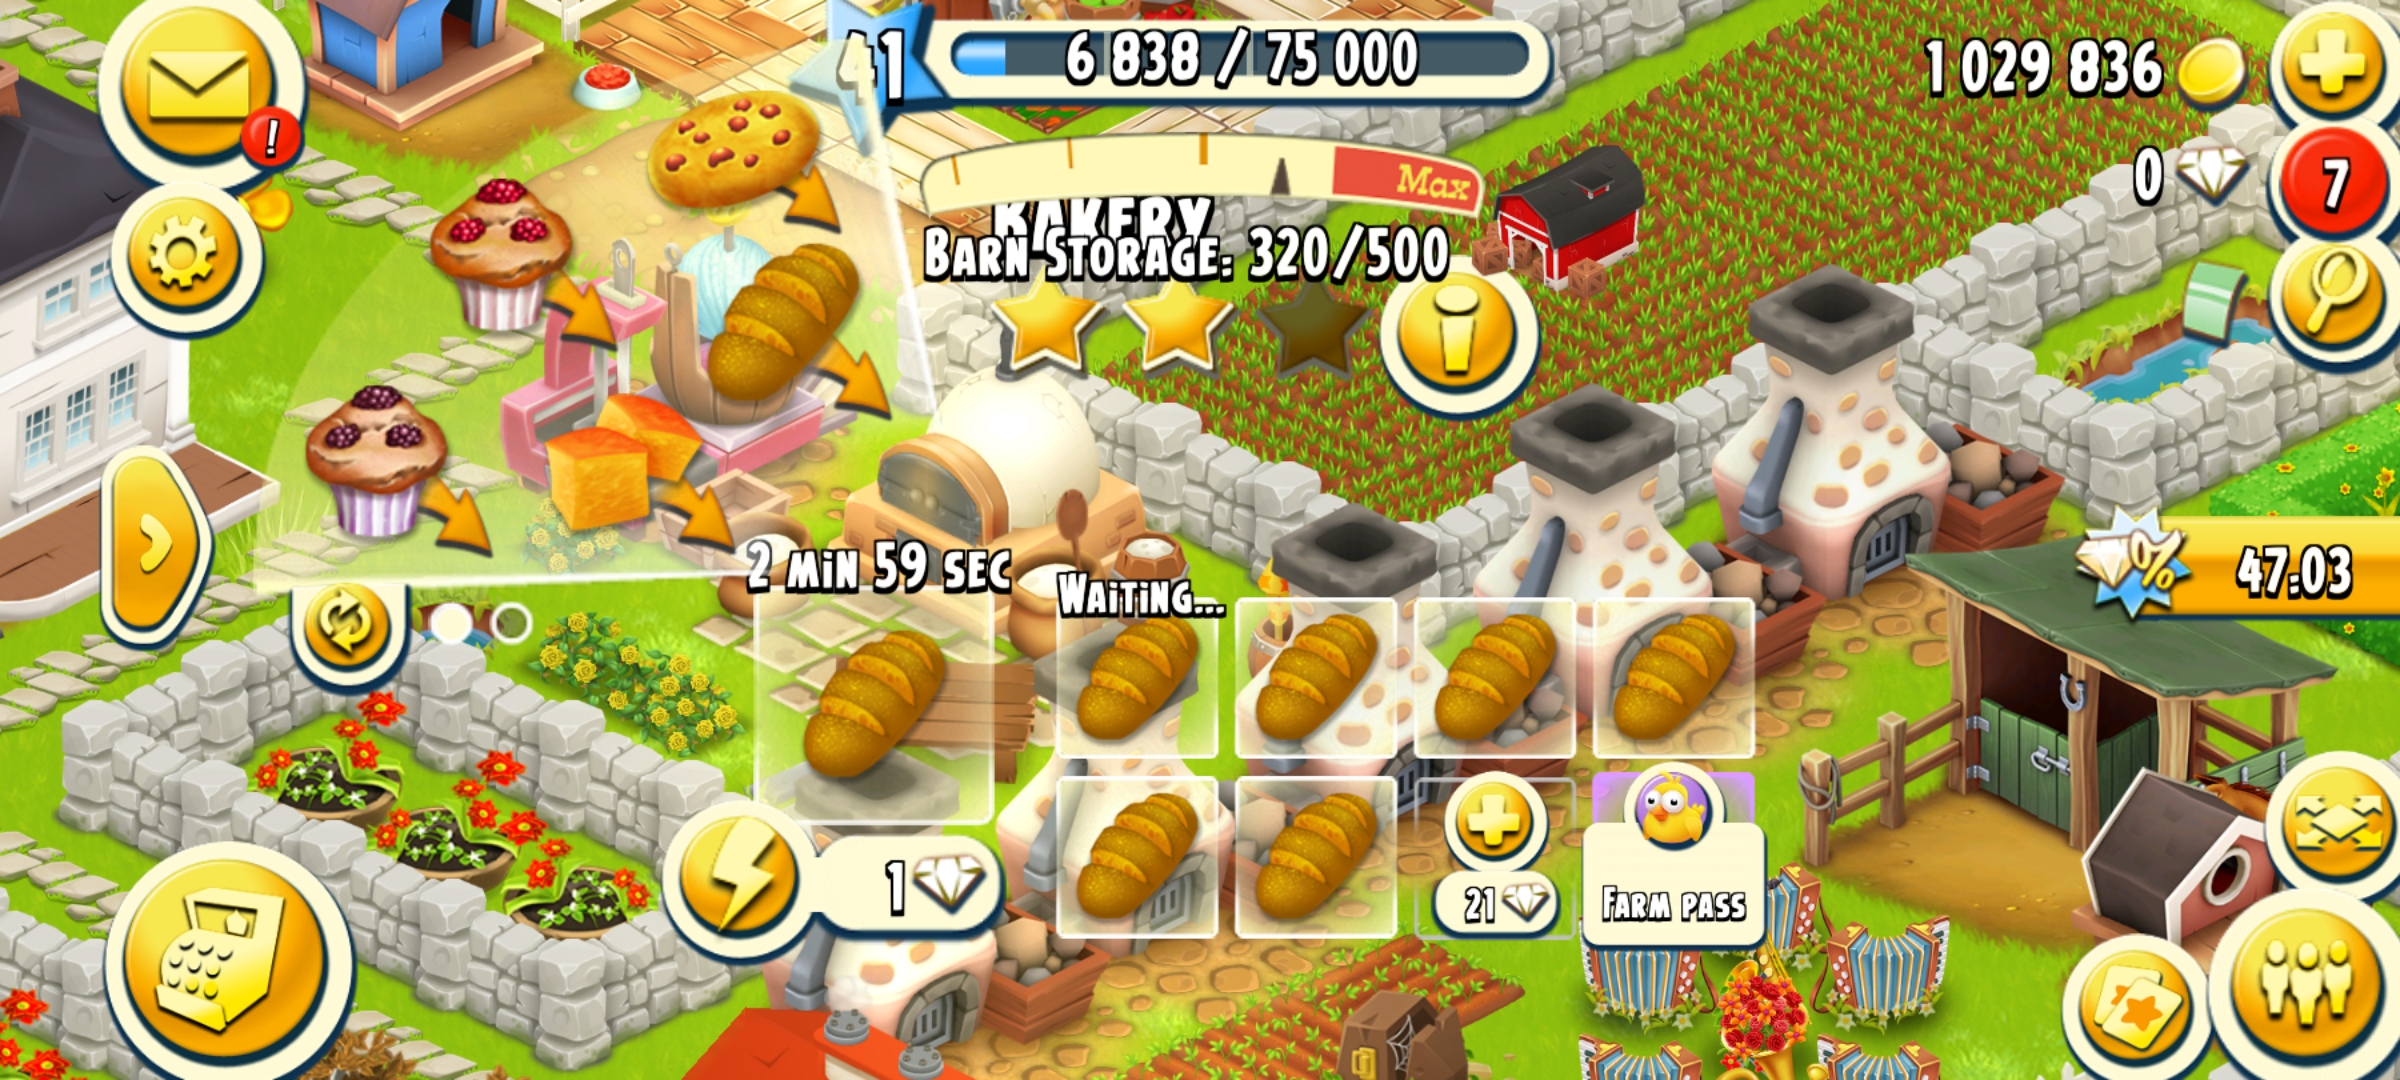 41
6 838 / 75 000
1 029 836
!
Max
0
7
BAKERY
BARN STORAGE: 320/500
2 MIN 59 SEC
WAITING...
%
47:03
1
21
FARM PASS